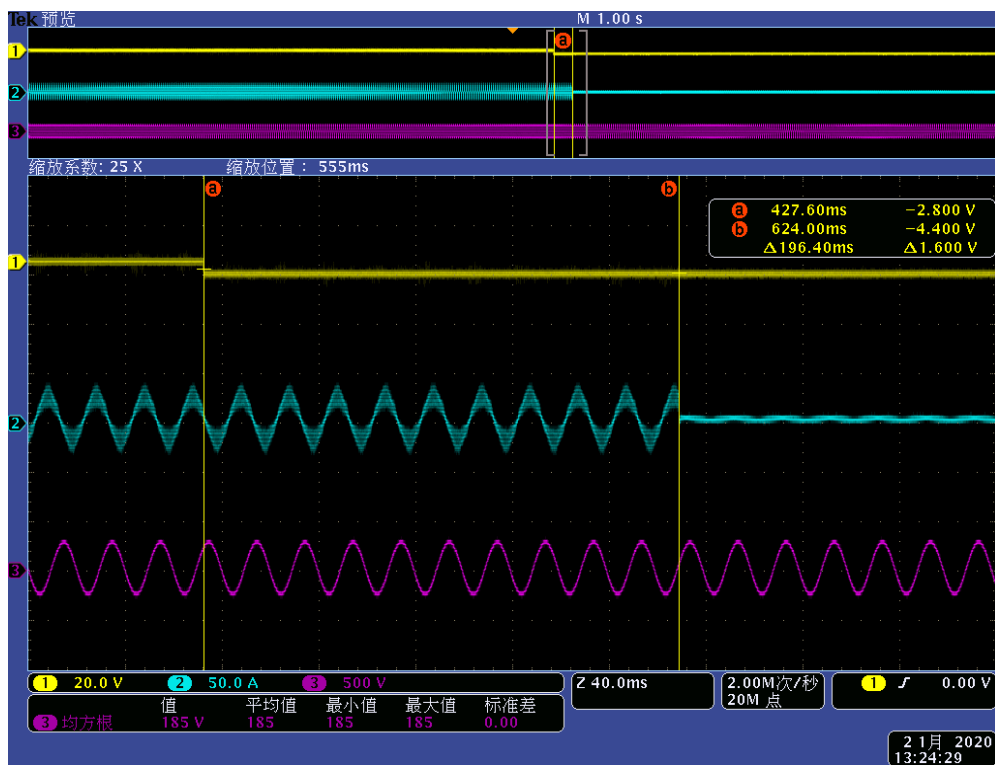 Tek 预览 M 1.00 s
a
1
2
3
缩放系数: 25 X 缩放位置: 555ms
a b
a 427.60ms −2.800 V
b 624.00ms −4.400 V
Δ196.40ms Δ1.600 V
1
2
3
1 20.0 V 2 50.0 A 3 500 V Z 40.0ms 2.00M次/秒 1 0.00 V
20M 点
值 平均值 最小值 最大值 标准差
3 均方根 185 V 185 185 185 0.00
2 1月 2020
13:24:29